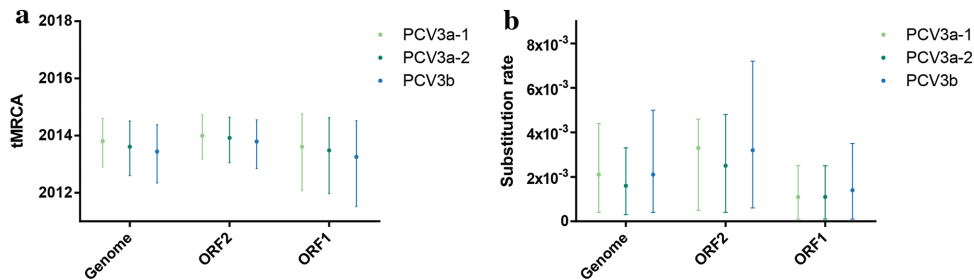 a
tMRCA
2018
2016
2014
2012
Genome
ORF2
ORF1
PCV3a-1
PCV3a-2
PCV3b
b
Substitution rate
8x10⁻³
6x10⁻³
4x10⁻³
2x10⁻³
0
Genome
ORF2
ORF1
PCV3a-1
PCV3a-2
PCV3b